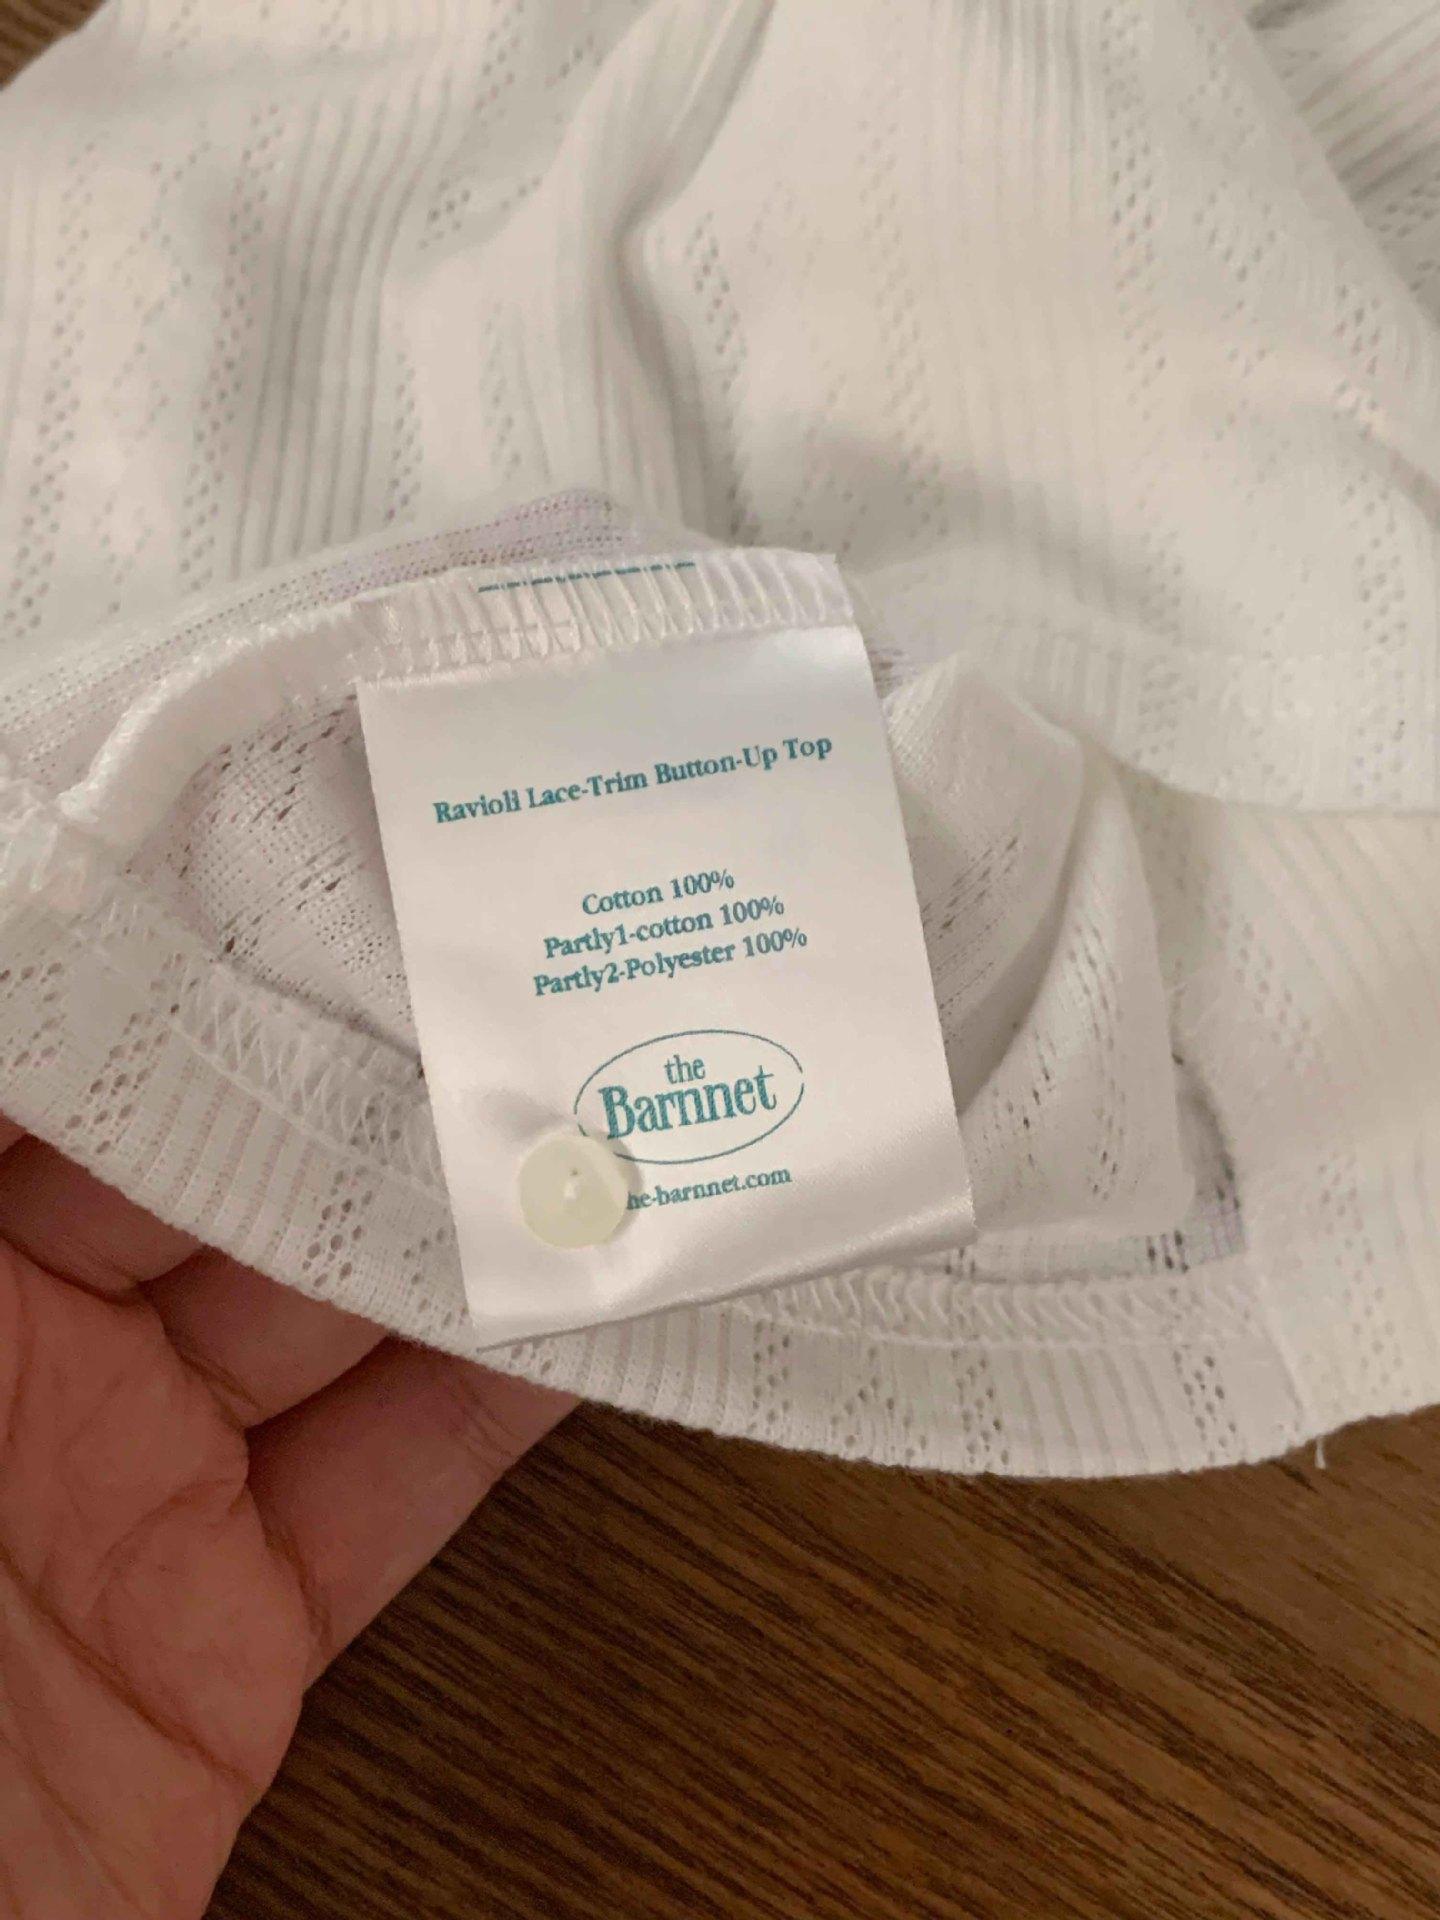 Ravioli Lace-Trim Button-Up Top
Cotton 100%
Partly1-cotton 100%
Partly2-Polyester 100%
the
Barnnet
he-barnnet.com